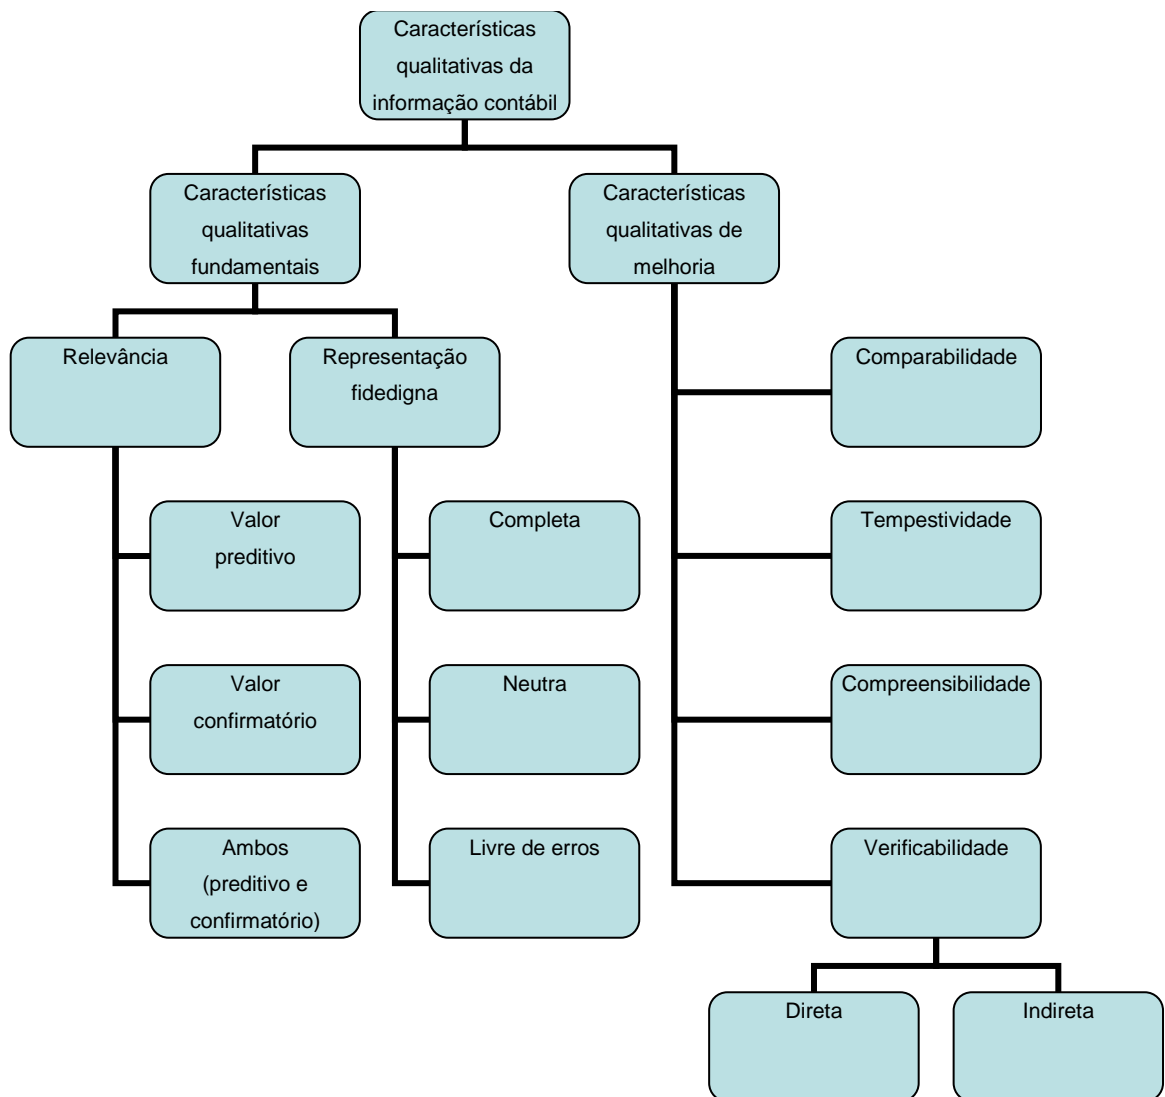 Características
qualitativas da
informação contábil
Características
qualitativas
fundamentais
Características
qualitativas de
melhoria
Relevância
Representação
fidedigna
Comparabilidade
Valor
preditivo
Completa
Tempestividade
Valor
confirmatório
Neutra
Compreensibilidade
Ambos
(preditivo e
confirmatório)
Livre de erros
Verificabilidade
Direta
Indireta